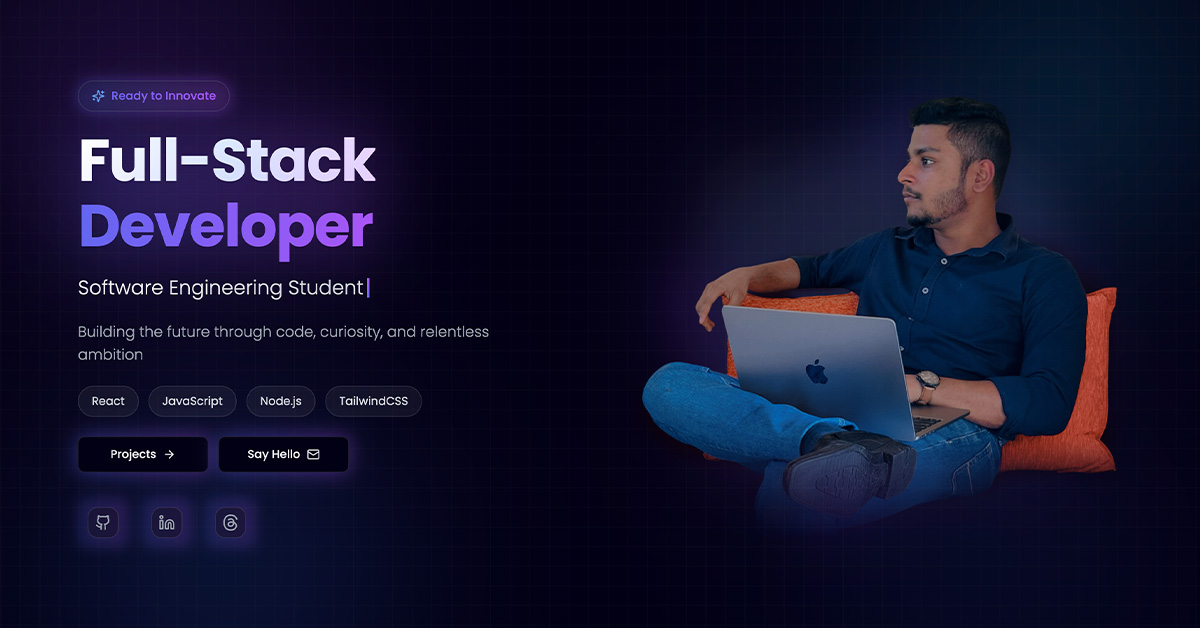 Ready to Innovate
Full-Stack
Developer
Software Engineering Student
Building the future through code, curiosity, and relentless
ambition
React JavaScript Node.js TailwindCSS
Projects → Say Hello